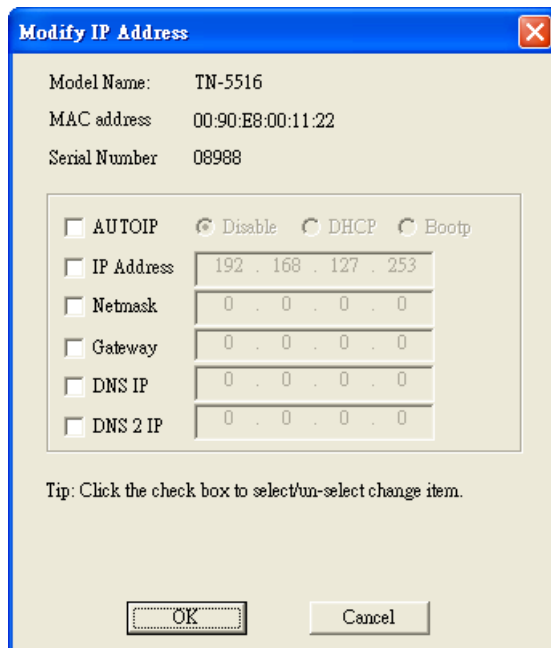 Modify IP Address
Model Name: TN-5516
MAC address 00:90:E8:00:11:22
Serial Number 08988
AUTOIP Disable DHCP Bootp
IP Address 192 . 168 . 127 . 253
Netmask 0 . 0 . 0 . 0
Gateway 0 . 0 . 0 . 0
DNS IP 0 . 0 . 0 . 0
DNS 2 IP 0 . 0 . 0 . 0
Tip: Click the check box to select/un-select change item.
OK Cancel